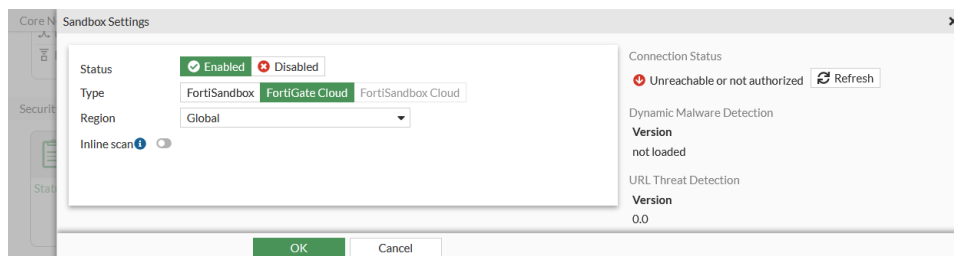 Core N
Sandbox Settings
Status
Enabled
Disabled
Type
FortiSandbox
FortiGate Cloud
FortiSandbox Cloud
Region
Global
Inline scan
Connection Status
Unreachable or not authorized
Refresh
Dynamic Malware Detection
Version
not loaded
URL Threat Detection
Version
0.0
Securit
Stat
OK
Cancel